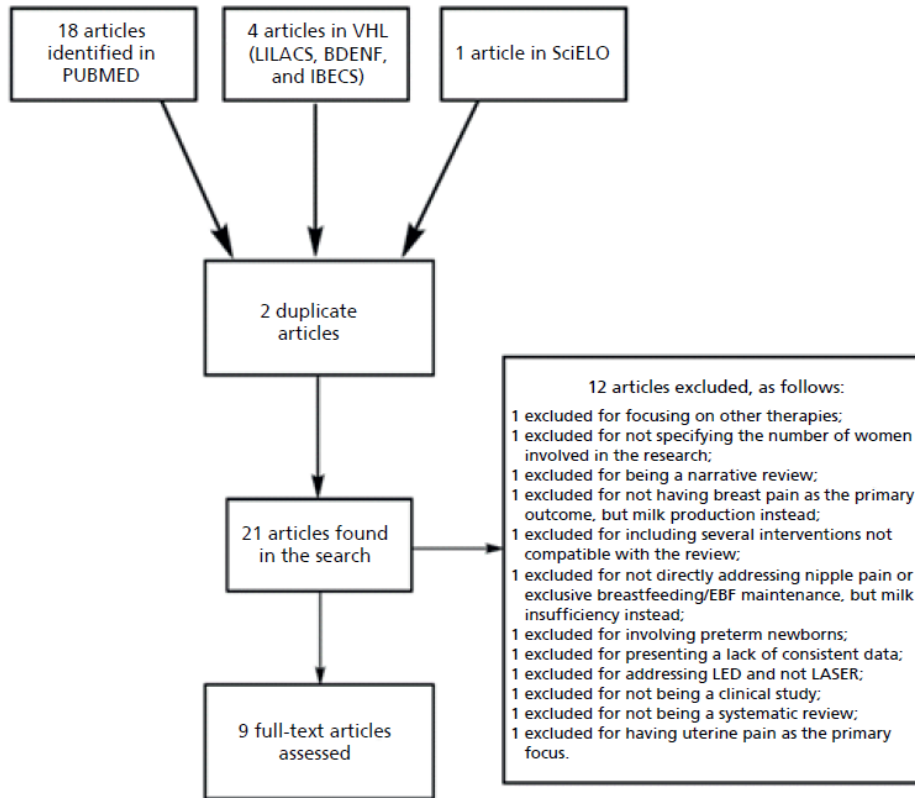 18 articles
identified in
PUBMED
4 articles in VHL
(LILACS, BDENF,
and IBECS)
1 article in SciELO
2 duplicate
articles
21 articles found
in the search
12 articles excluded, as follows:
1 excluded for focusing on other therapies;
1 excluded for not specifying the number of women
involved in the research;
1 excluded for being a narrative review;
1 excluded for not having breast pain as the primary
outcome, but milk production instead;
1 excluded for including several interventions not
compatible with the review;
1 excluded for not directly addressing nipple pain or
exclusive breastfeeding/EBF maintenance, but milk
insufficiency instead;
1 excluded for involving preterm newborns;
1 excluded for presenting a lack of consistent data;
1 excluded for addressing LED and not LASER;
1 excluded for not being a clinical study;
1 excluded for not being a systematic review;
1 excluded for having uterine pain as the primary
focus.
9 full-text articles
assessed